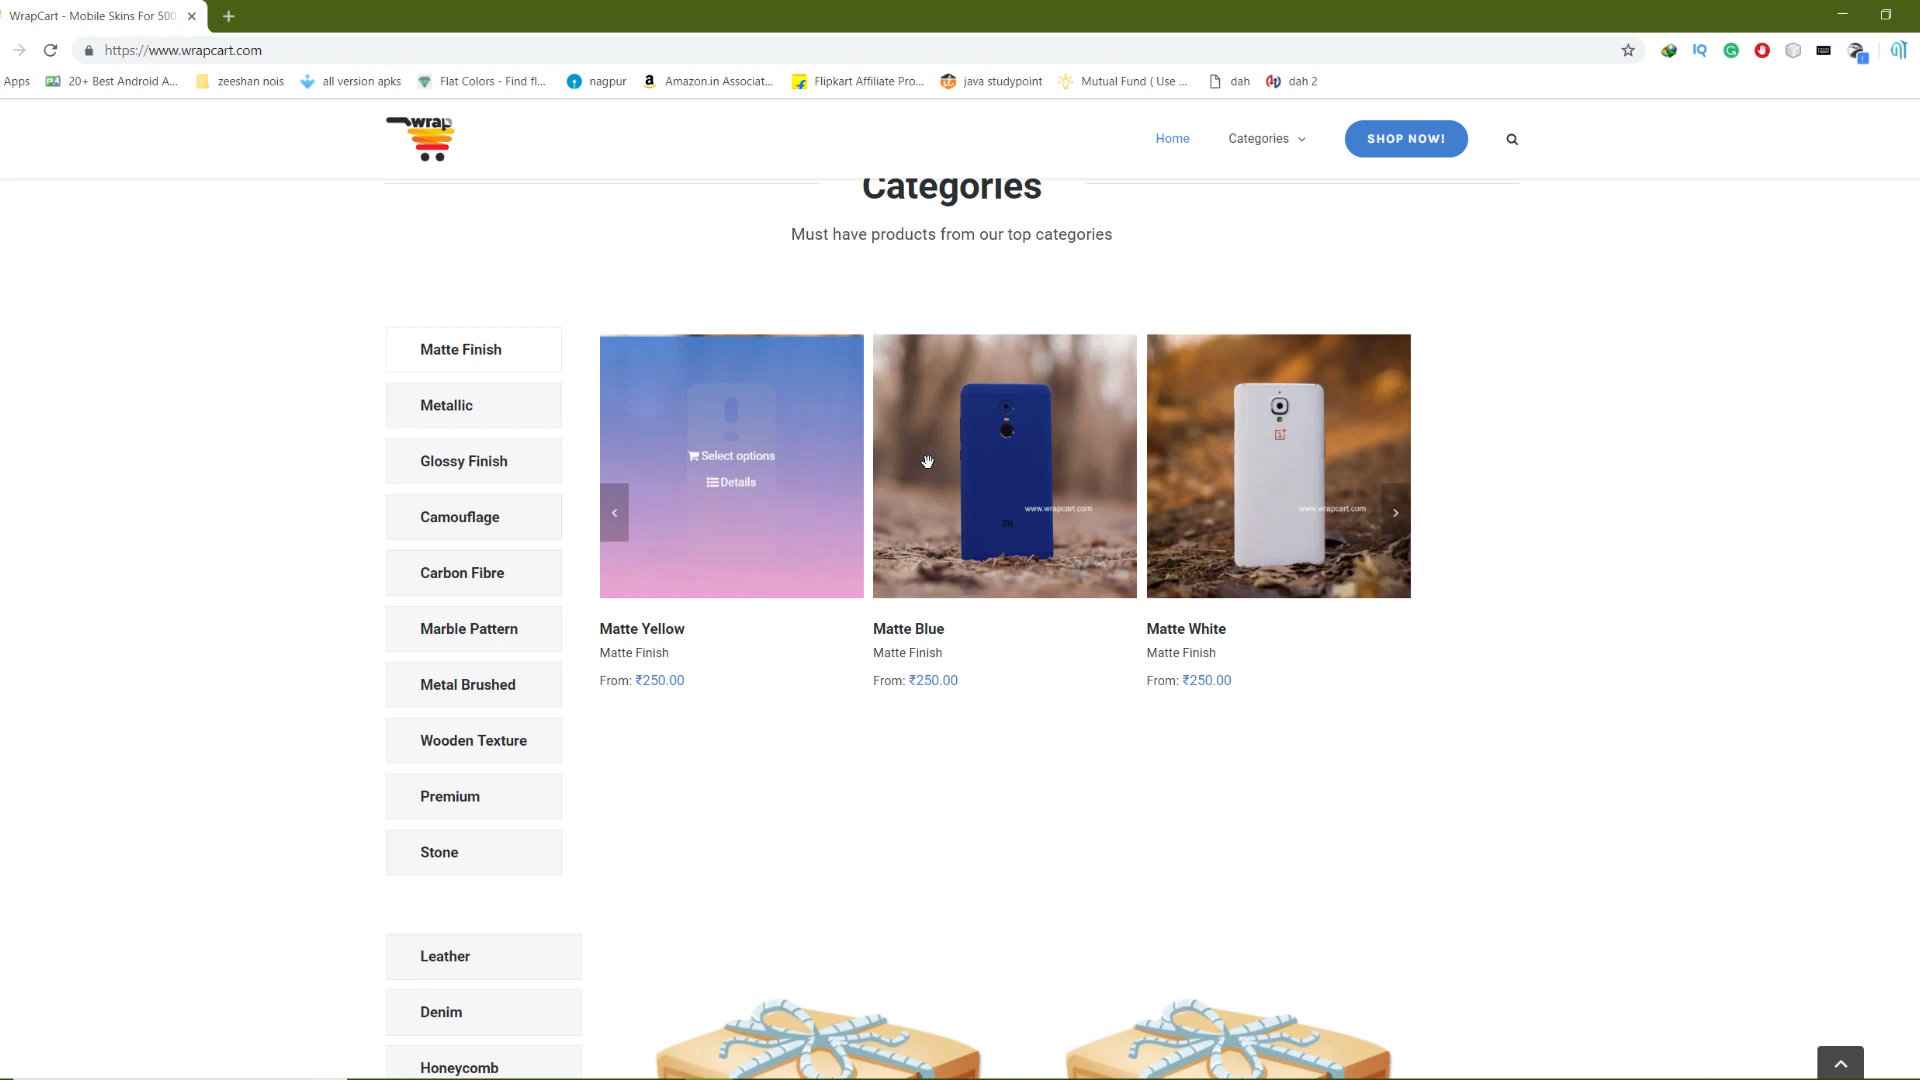 WrapCart - Mobile Skins For 500
https://www.wrapcart.com
Apps
20+ Best Android A...
zeeshan nois
all version apks
Flat Colors - Find fl...
nagpur
Amazon.in Associat...
Flipkart Affiliate Pro...
java studypoint
Mutual Fund ( Use ...
dah
dah 2
wrap
Home
Categories
SHOP NOW!
Categories
Must have products from our top categories
Matte Finish
Metallic
Glossy Finish
Camouflage
Carbon Fibre
Marble Pattern
Metal Brushed
Wooden Texture
Premium
Stone
Select options
Details
www.wrapcart.com
www.wrapcart.com
Matte Yellow
Matte Finish
From: ₹250.00
Matte Blue
Matte Finish
From: ₹250.00
Matte White
Matte Finish
From: ₹250.00
Leather
Denim
Honeycomb